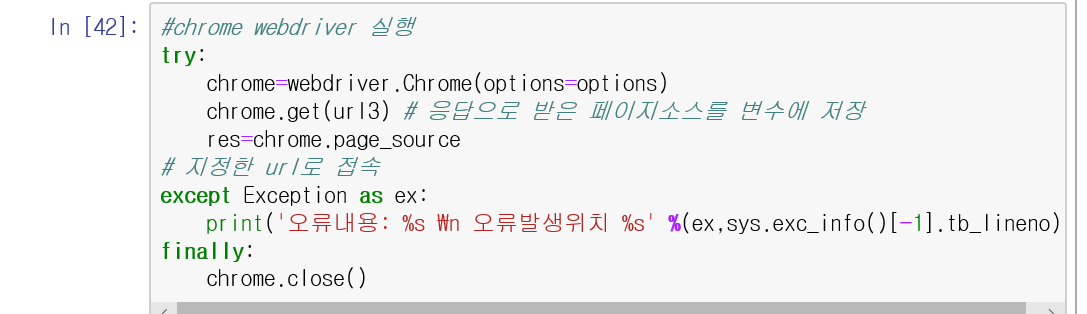 In [42]: #chrome webdriver 실행
try:
    chrome=webdriver.Chrome(options=options)
    chrome.get(url3) # 응답으로 받은 페이지소스를 변수에 저장
    res=chrome.page_source
# 지정한 url로 접속
except Exception as ex:
    print('오류내용: %s ₩n 오류발생위치 %s' %(ex,sys.exc_info()[-1].tb_lineno)
finally:
    chrome.close()